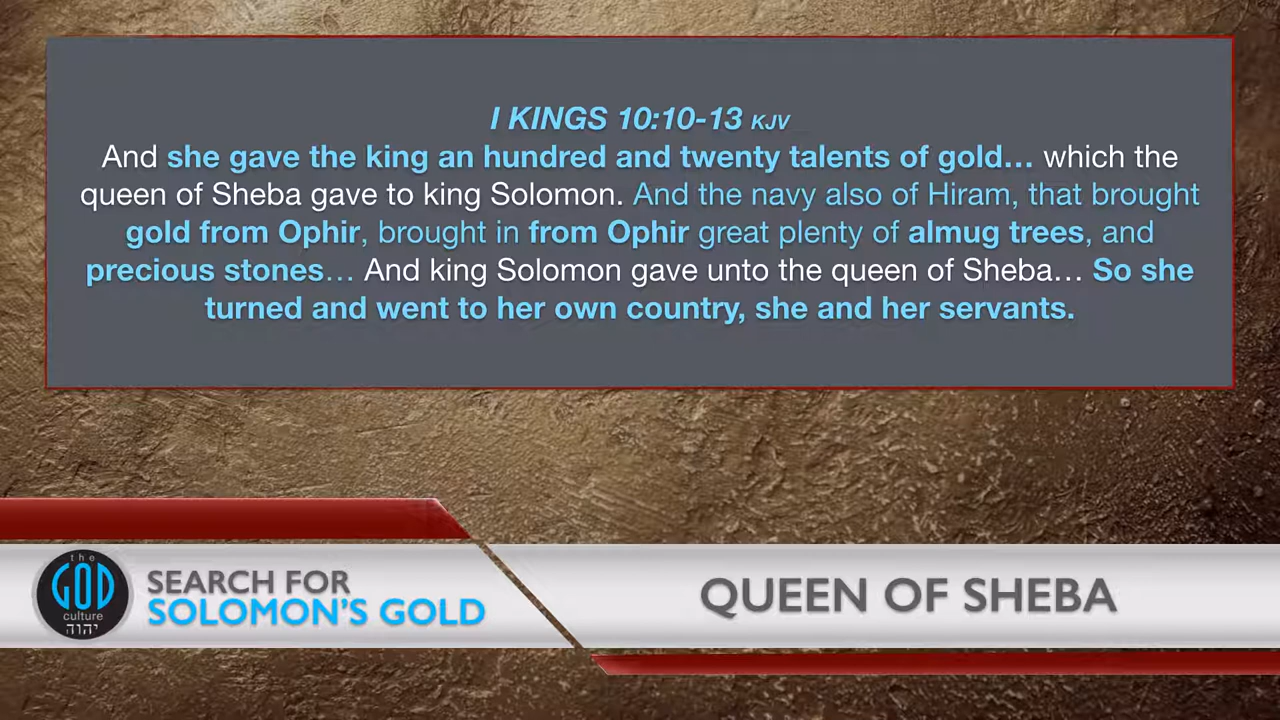 I KINGS 10:10-13 KJV
And she gave the king an hundred and twenty talents of gold... which the
queen of Sheba gave to king Solomon. And the navy also of Hiram, that brought
gold from Ophir, brought in from Ophir great plenty of almug trees, and
precious stones... And king Solomon gave unto the queen of Sheba... So she
turned and went to her own country, she and her servants.
the
GOD
culture
יהוה
SEARCH FOR
SOLOMON'S GOLD
QUEEN OF SHEBA